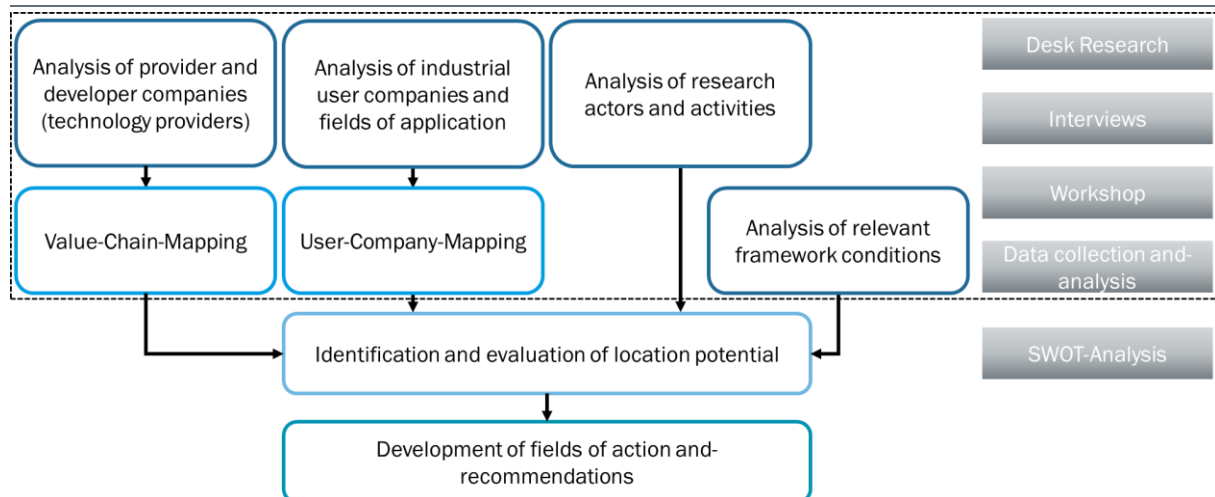 Analysis of provider and
developer companies
(technology providers)
Analysis of industrial
user companies and
fields of application
Analysis of research
actors and activities
Desk Research
Interviews
Workshop
Data collection and-
analysis
Value-Chain-Mapping
User-Company-Mapping
Analysis of relevant
framework conditions
Identification and evaluation of location potential
SWOT-Analysis
Development of fields of action and-
recommendations